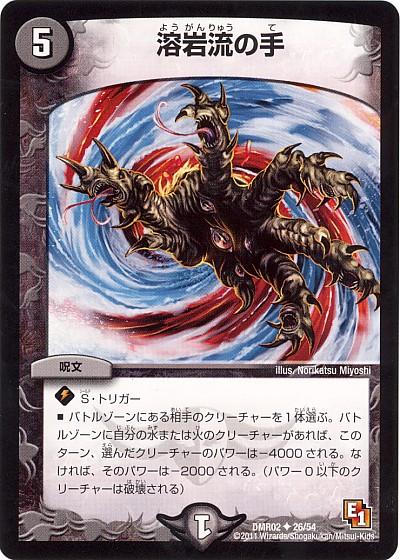 5
ようがんりゅう て
溶岩流の手
illus. Norikatsu Miyoshi
呪文
S・トリガー
■ バトルゾーンにある相手のクリーチャーを1体選ぶ。バト
ルゾーンに自分の水または火のクリーチャーがあれば、この
ターン、選んだクリーチャーのパワーは-4000される。な
ければ、そのパワーは-2000される。(パワー0以下のク
リーチャーは破壊される)
1
DMR02 ◆ 26/54
©2011 Wizards/Shogakukan/Mitsui-Kids
E1